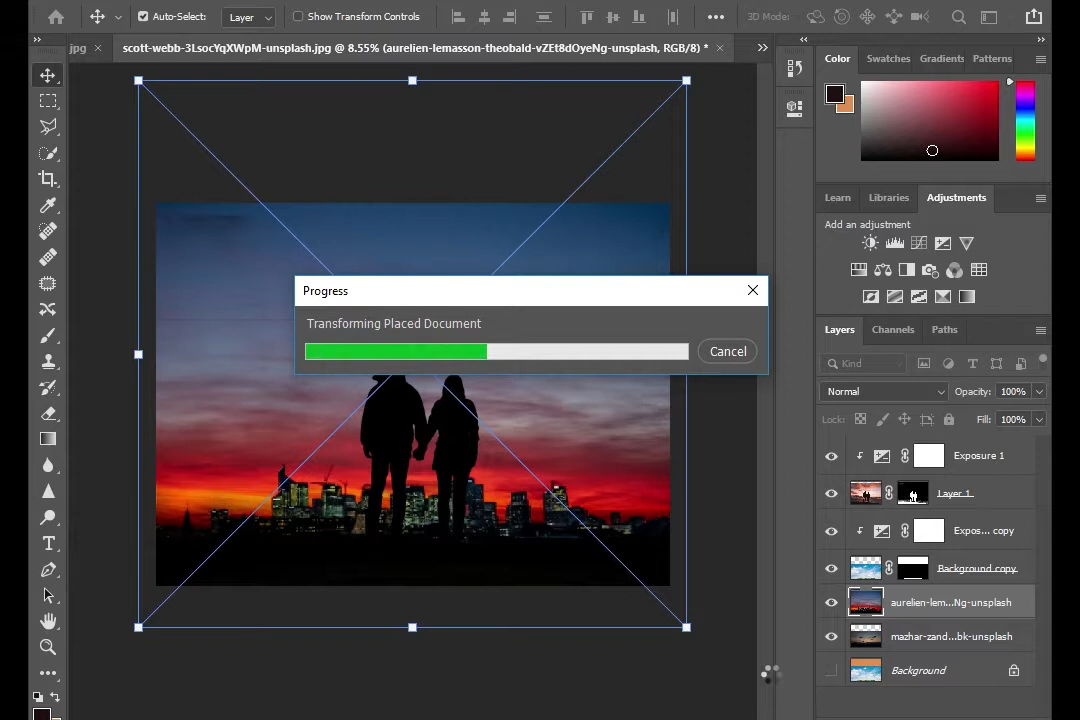 Auto-Select: Layer Show Transform Controls 3D Mode:
jpg × scott-webb-3LsocYqXWpM-unsplash.jpg @ 8.55% (aurelien-lemasson-theobald-vZEt8dOyeNg-unsplash, RGB/8) * ×
Color Swatches Gradients Patterns
Learn Libraries Adjustments
Add an adjustment
Progress
Transforming Placed Document
Cancel
Layers Channels Paths
Kind
Normal Opacity: 100%
Lock: Fill: 100%
Exposure 1
Layer 1
Expos... copy
Background copy
aurelien-lem...Ng-unsplash
mazhar-zand...bk-unsplash
Background